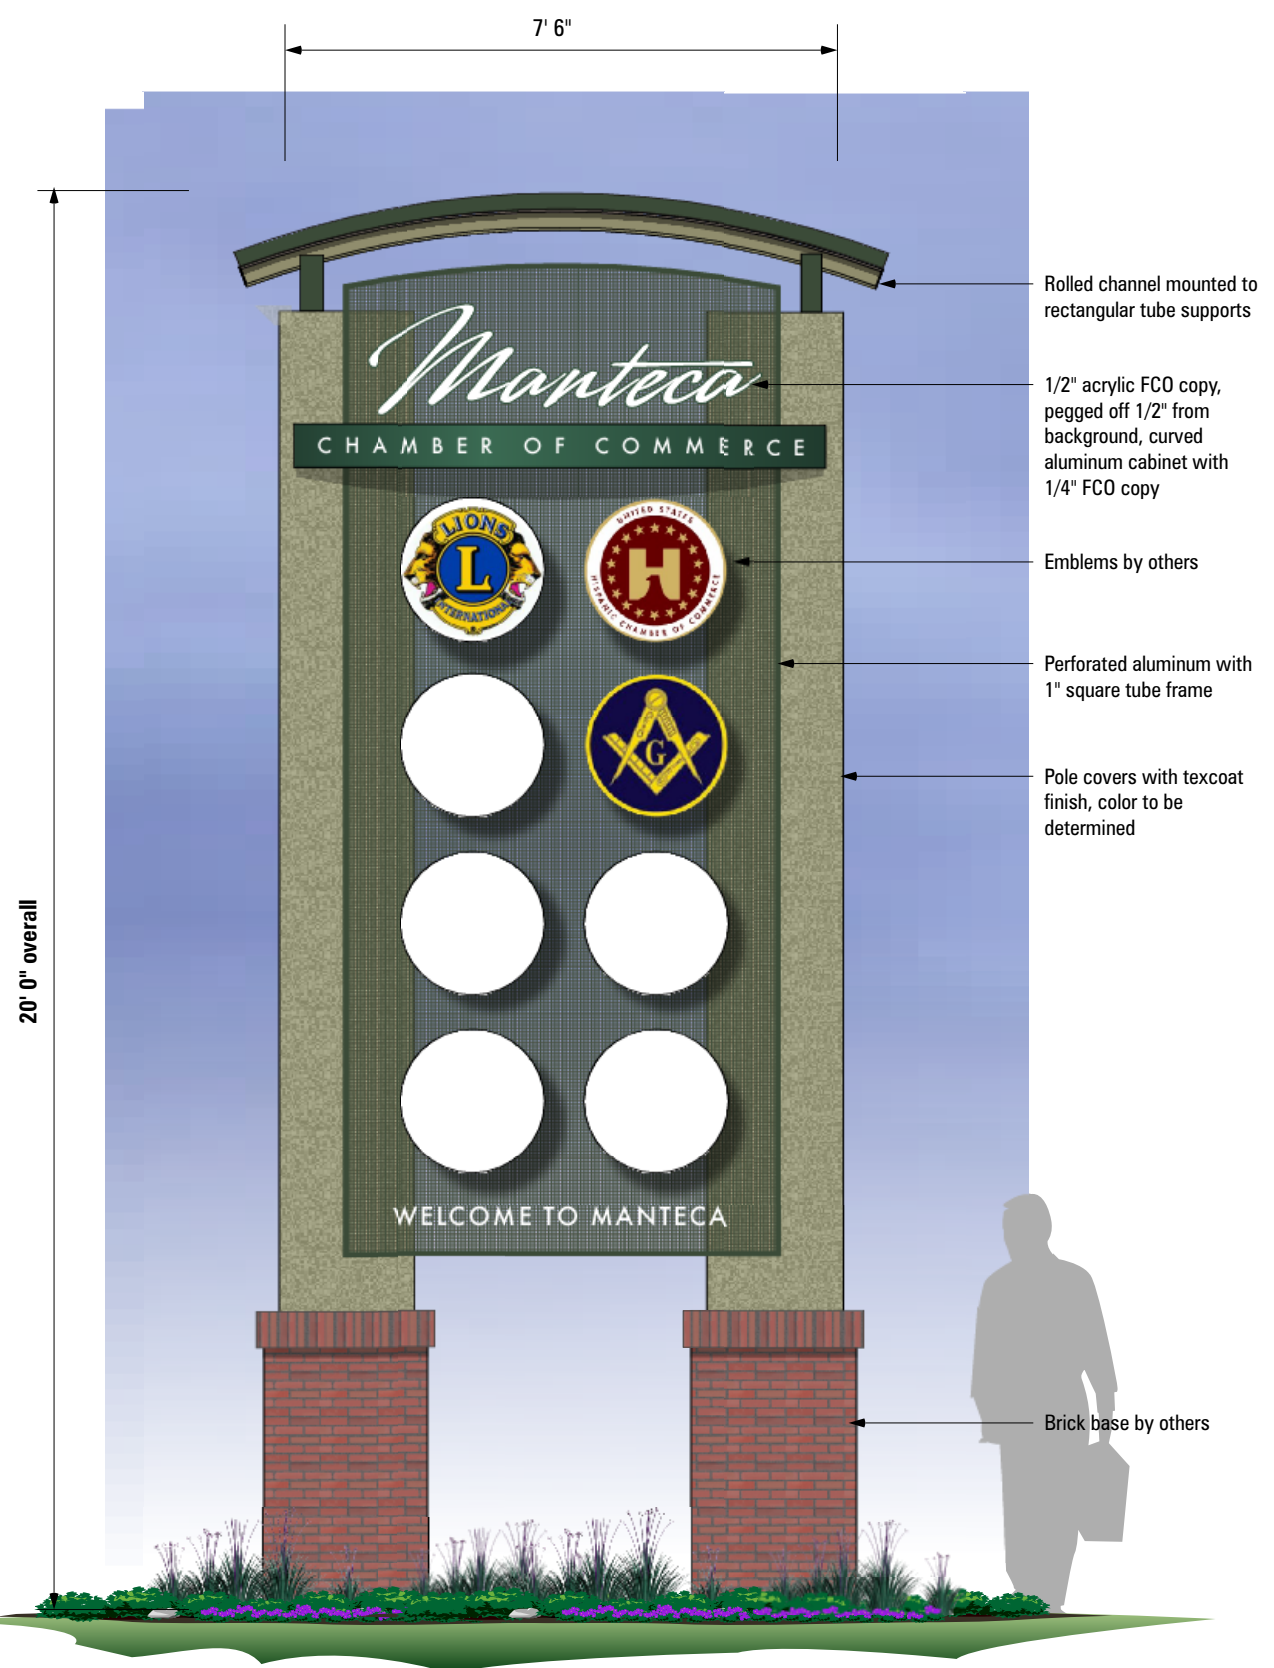 7' 6"
Rolled channel mounted to
rectangular tube supports
Manteca
1/2" acrylic FCO copy,
pegged off 1/2" from
background, curved
aluminum cabinet with
1/4" FCO copy
CHAMBER OF COMMERCE
LIONS
L
INTERNATIONAL
UNITED STATES
H
HISPANIC CHAMBER OF COMMERCE
Emblems by others
Perforated aluminum with
1" square tube frame
G
Pole covers with texcoat
finish, color to be
determined
20' 0" overall
WELCOME TO MANTECA
Brick base by others